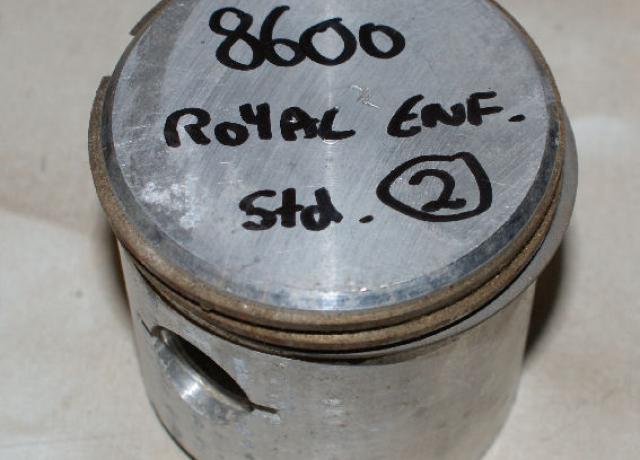 8600
ROYAL ENF.
Std. 2